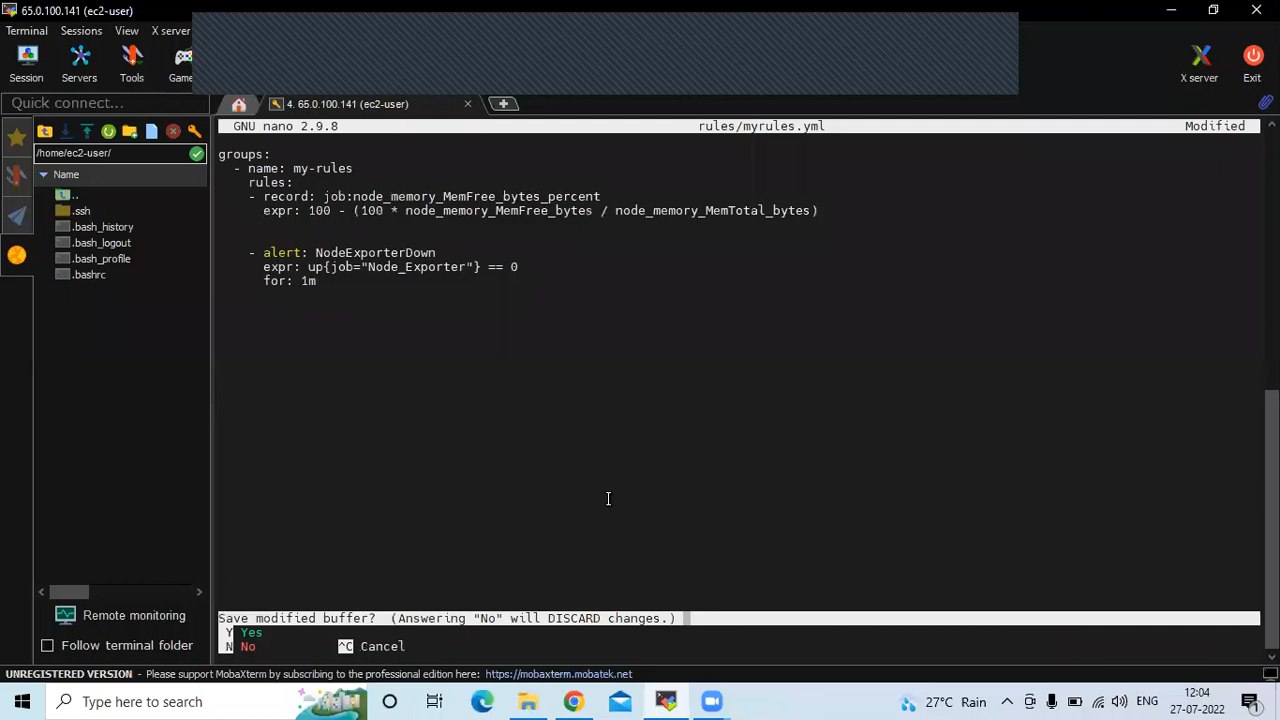 65.0.100.141 (ec2-user)
Terminal Sessions View X server
Session Servers Tools Game X server Exit
Quick connect...
4. 65.0.100.141 (ec2-user)
/home/ec2-user/
Name
..
.ssh
.bash_history
.bash_logout
.bash_profile
.bashrc
GNU nano 2.9.8 rules/myrules.yml Modified
groups:
- name: my-rules
rules:
- record: job:node_memory_MemFree_bytes_percent
expr: 100 - (100 * node_memory_MemFree_bytes / node_memory_MemTotal_bytes)
- alert: NodeExporterDown
expr: up{job="Node_Exporter"} == 0
for: 1m
Save modified buffer? (Answering "No" will DISCARD changes.)
Y Yes
N No ^C Cancel
Remote monitoring
Follow terminal folder
UNREGISTERED VERSION - Please support MobaXterm by subscribing to the professional edition here: https://mobaxterm.mobatek.net
Type here to search
27°C Rain
ENG
12:04
27-07-2022
1